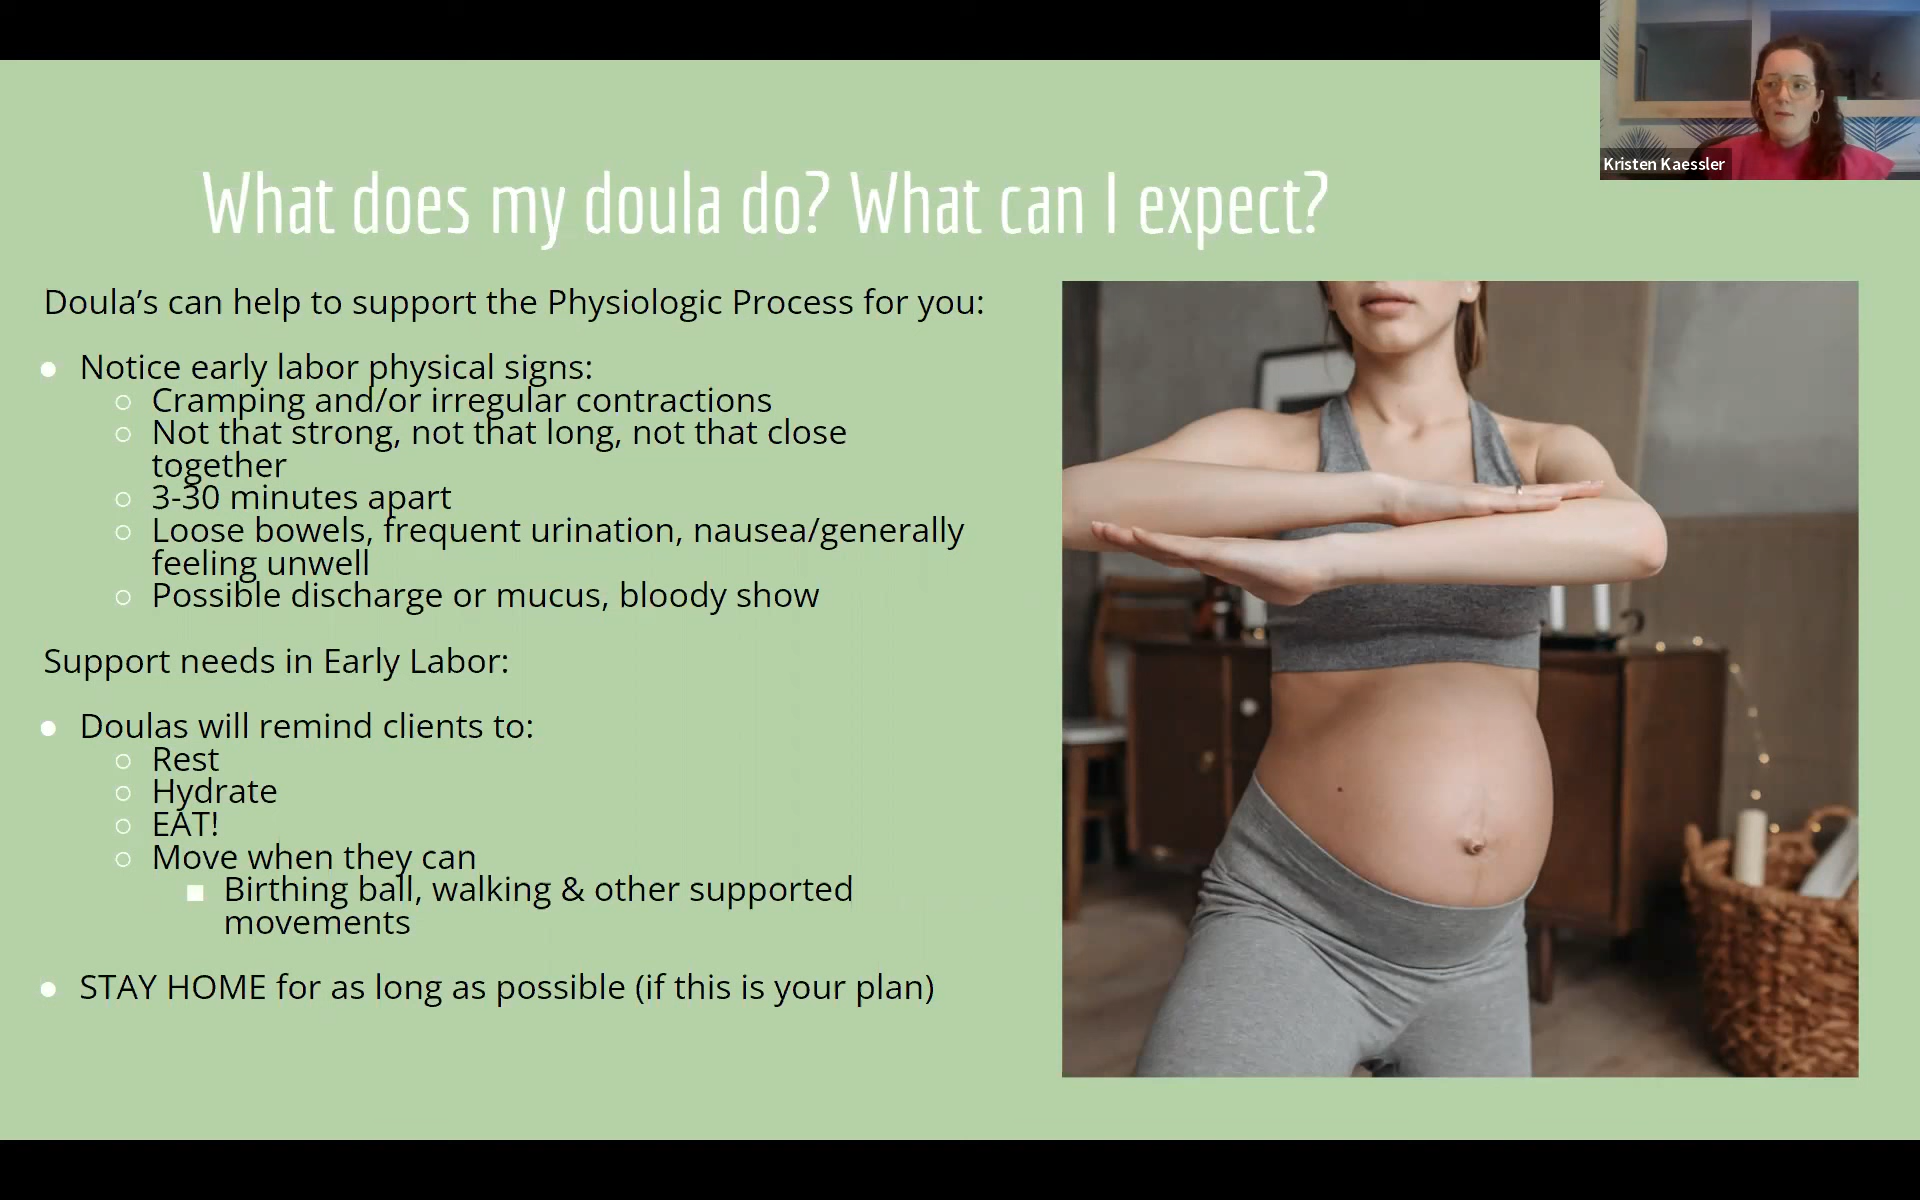 Kristen Kaessler
What does my doula do? What can I expect?
Doula's can help to support the Physiologic Process for you:
Notice early labor physical signs:
Cramping and/or irregular contractions
Not that strong, not that long, not that close
together
3-30 minutes apart
Loose bowels, frequent urination, nausea/generally
feeling unwell
Possible discharge or mucus, bloody show
Support needs in Early Labor:
Doulas will remind clients to:
Rest
Hydrate
EAT!
Move when they can
Birthing ball, walking & other supported
movements
STAY HOME for as long as possible (if this is your plan)